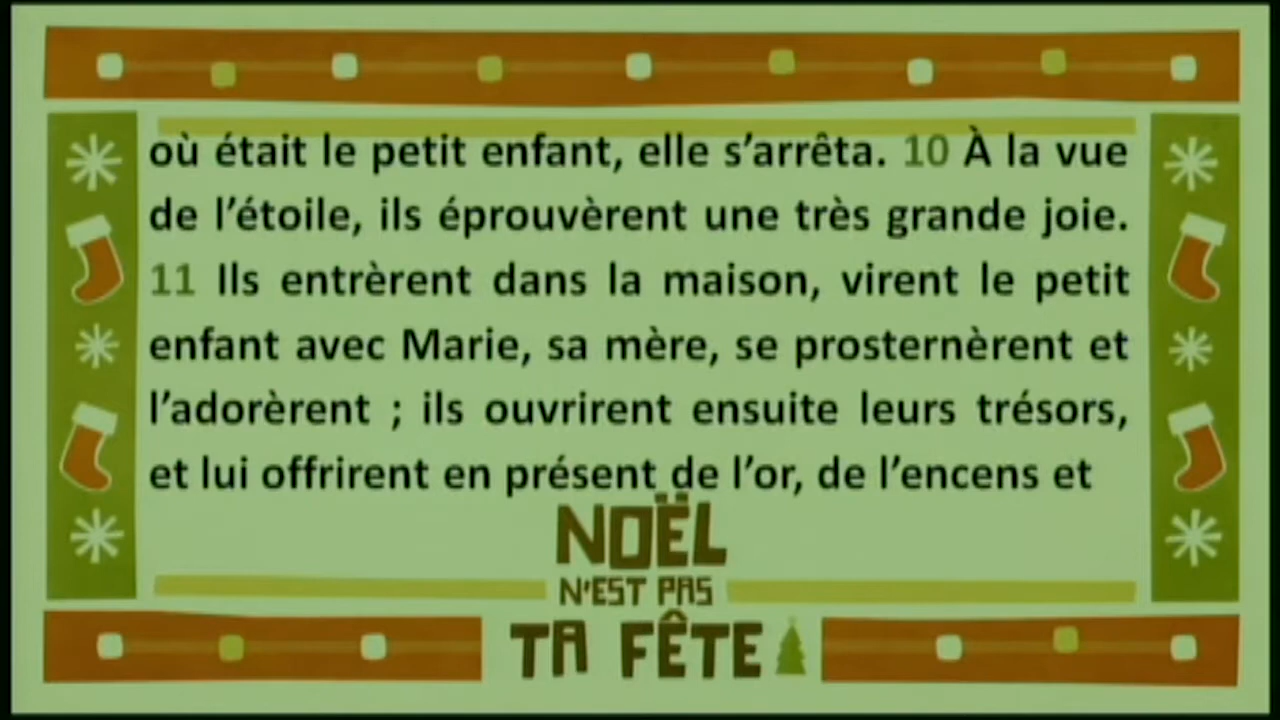 où était le petit enfant, elle s’arrêta. 10 À la vue
de l’étoile, ils éprouvèrent une très grande joie.
11 Ils entrèrent dans la maison, virent le petit
enfant avec Marie, sa mère, se prosternèrent et
l’adorèrent ; ils ouvrirent ensuite leurs trésors,
et lui offrirent en présent de l’or, de l’encens et
NOËL
N'EST PAS
TA FÊTE